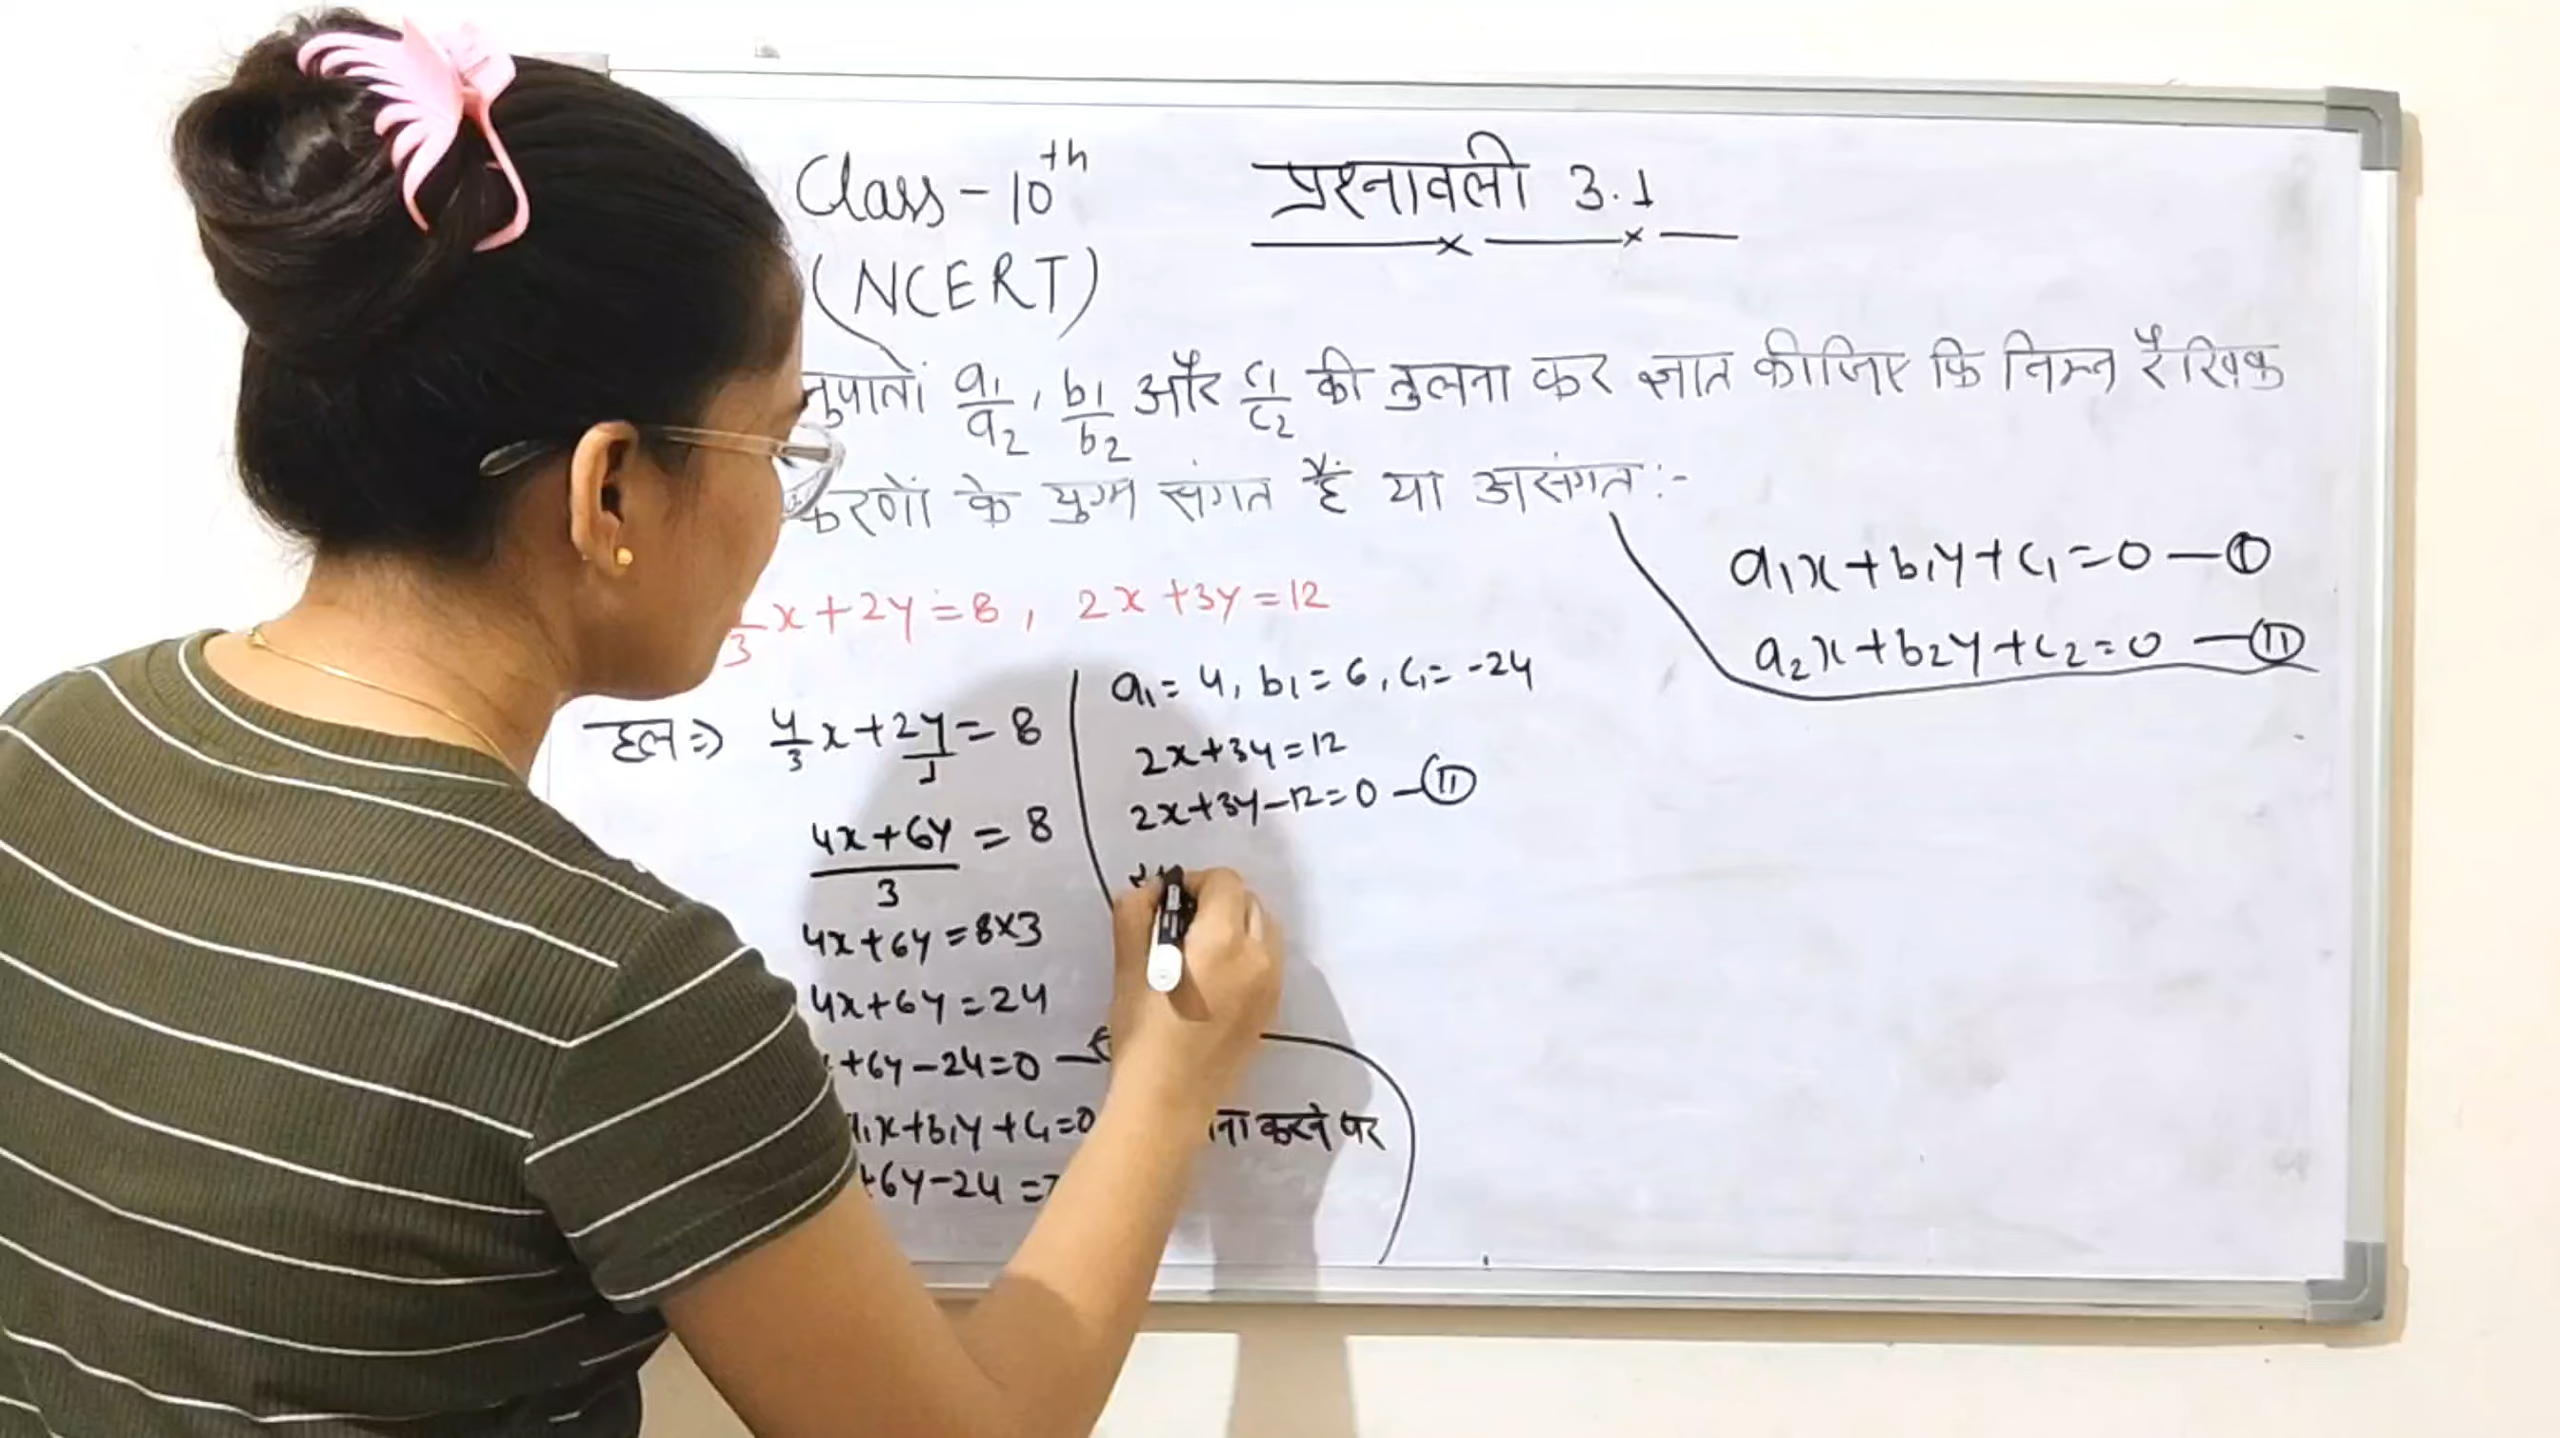 Class - 10th
(NCERT)
प्रश्नावली 3.1
a1/a2, b1/b2 और c1/c2 की तुलना कर ज्ञात कीजिए कि निम्न रैखिक
के युग्म संगत हैं या असंगत:-
x+2y=8, 2x+3y=12
a1x+b1y+c1=0 — I
a2x+b2y+c2=0 — II
हल=> 4/3 x+2y/1=8
(4x+6y)/3 = 8
4x+6y=8×3
4x+6y=24
+6y-24=0
1x+b1y+c1=0 करने पर
+6y-24=
a1=4, b1=6, c1=-24
2x+3y=12
2x+3y-12=0 — II